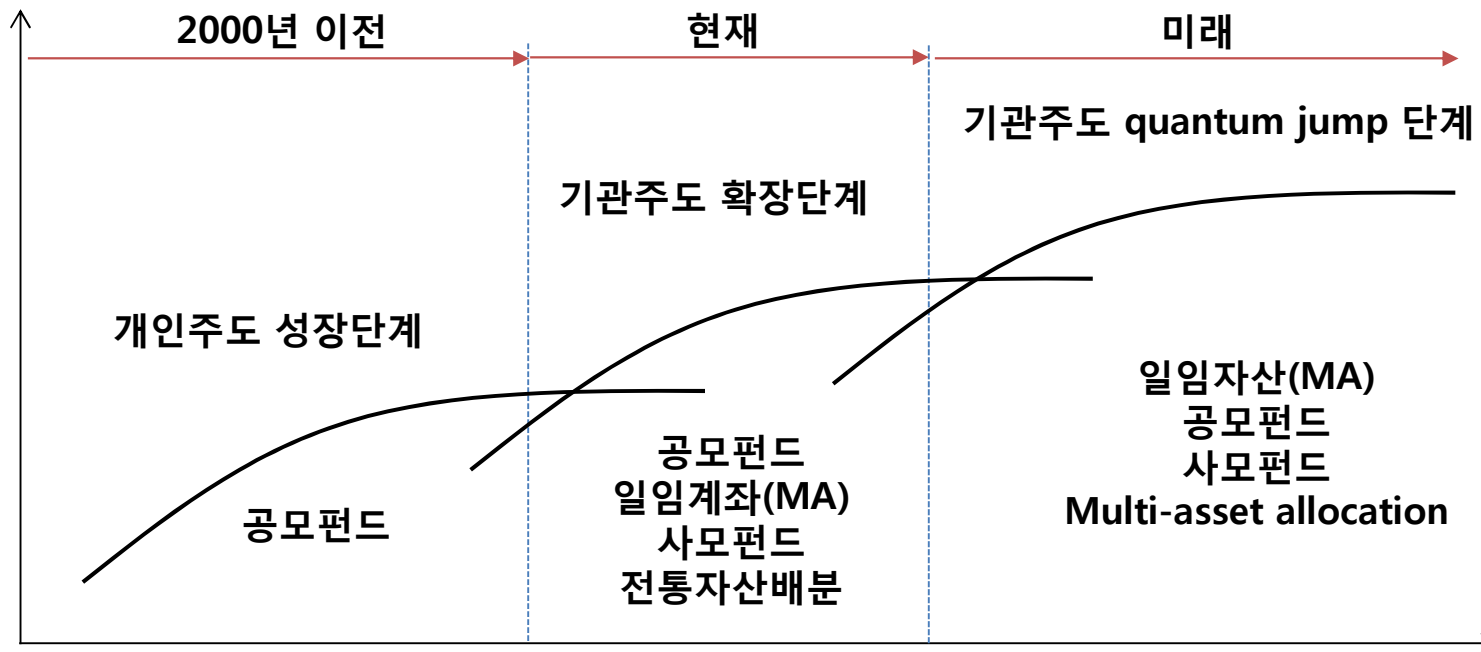 2000년 이전
현재
미래
기관주도 quantum jump 단계
기관주도 확장단계
개인주도 성장단계
공모펀드
공모펀드
일임계좌(MA)
사모펀드
전통자산배분
일임자산(MA)
공모펀드
사모펀드
Multi-asset allocation